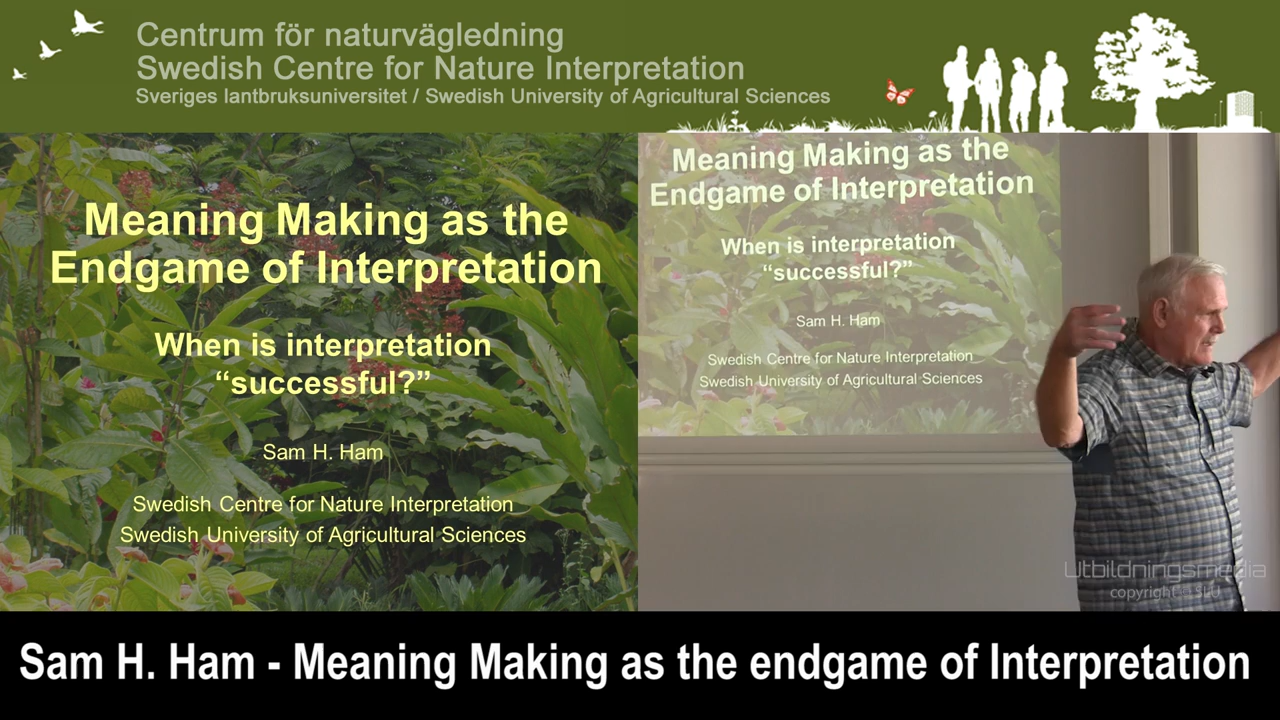 Centrum för naturvägledning
Swedish Centre for Nature Interpretation
Sveriges lantbruksuniversitet / Swedish University of Agricultural Sciences
Meaning Making as the
Endgame of Interpretation
When is interpretation
“successful?”
Sam H. Ham
Swedish Centre for Nature Interpretation
Swedish University of Agricultural Sciences
Meaning Making as the
Endgame of Interpretation
When is interpretation
“successful?”
Sam H. Ham
Swedish Centre for Nature Interpretation
Swedish University of Agricultural Sciences
Utbildningsmedia
copyright SLU
Sam H. Ham - Meaning Making as the endgame of Interpretation